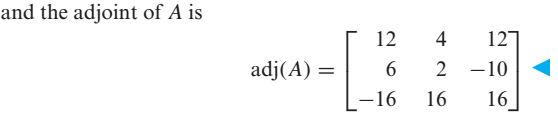 and the adjoint of A is
adj(A) = [12 4 12
6 2 −10
−16 16 16]